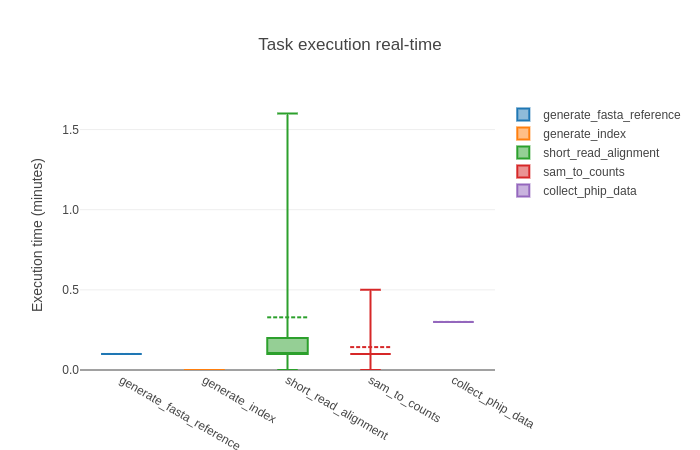 Task execution real-time
Execution time (minutes)
1.5
1.0
0.5
0.0
generate_fasta_reference
generate_index
short_read_alignment
sam_to_counts
collect_phip_data
generate_fasta_reference
generate_index
short_read_alignment
sam_to_counts
collect_phip_data